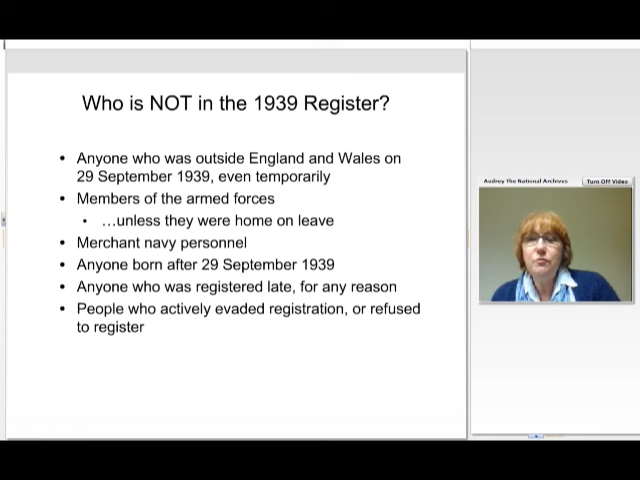 Who is NOT in the 1939 Register?
• Anyone who was outside England and Wales on
29 September 1939, even temporarily
• Members of the armed forces
• …unless they were home on leave
• Merchant navy personnel
• Anyone born after 29 September 1939
• Anyone who was registered late, for any reason
• People who actively evaded registration, or refused
to register
Audrey The National Archives
Turn Off Video